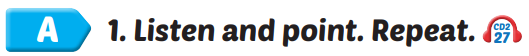 A 1. Listen and point. Repeat. CD2 27